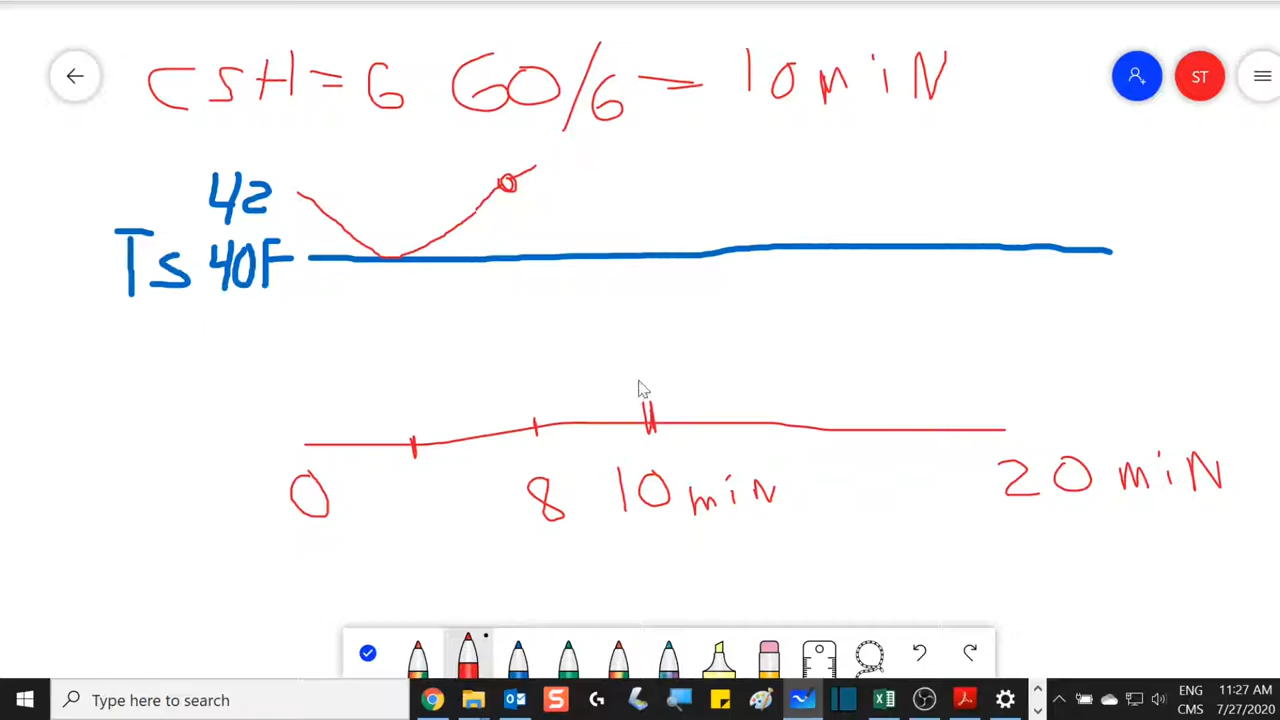 CSH=6 60/6 - 10 miN
ST
42
Ts 40F
0 8 10 min 20 miN
Type here to search
S
ENG
CMS
11:27 AM
7/27/2020